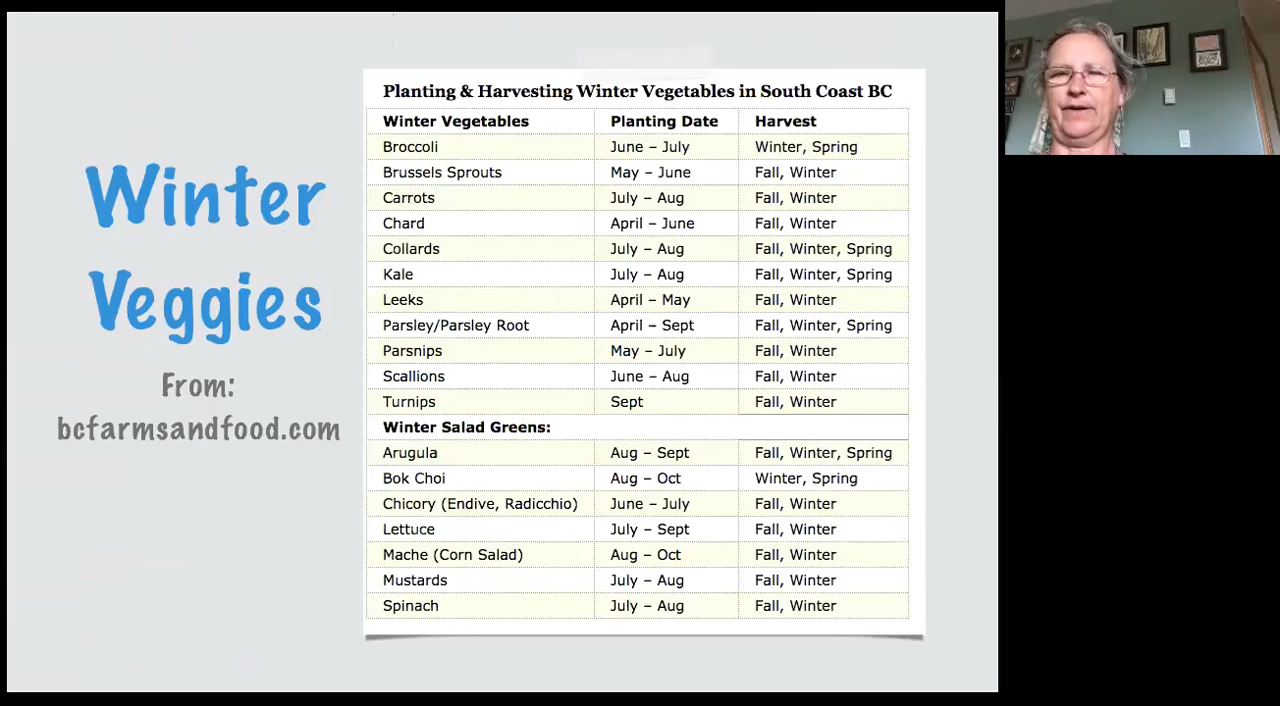 Winter
Veggies
From:
bcfarmsandfood.com
Planting & Harvesting Winter Vegetables in South Coast BC
Winter Vegetables Planting Date Harvest
Broccoli June – July Winter, Spring
Brussels Sprouts May – June Fall, Winter
Carrots July – Aug Fall, Winter
Chard April – June Fall, Winter
Collards July – Aug Fall, Winter, Spring
Kale July – Aug Fall, Winter, Spring
Leeks April – May Fall, Winter
Parsley/Parsley Root April – Sept Fall, Winter, Spring
Parsnips May – July Fall, Winter
Scallions June – Aug Fall, Winter
Turnips Sept Fall, Winter
Winter Salad Greens:
Arugula Aug – Sept Fall, Winter, Spring
Bok Choi Aug – Oct Winter, Spring
Chicory (Endive, Radicchio) June – July Fall, Winter
Lettuce July – Sept Fall, Winter
Mache (Corn Salad) Aug – Oct Fall, Winter
Mustards July – Aug Fall, Winter
Spinach July – Aug Fall, Winter